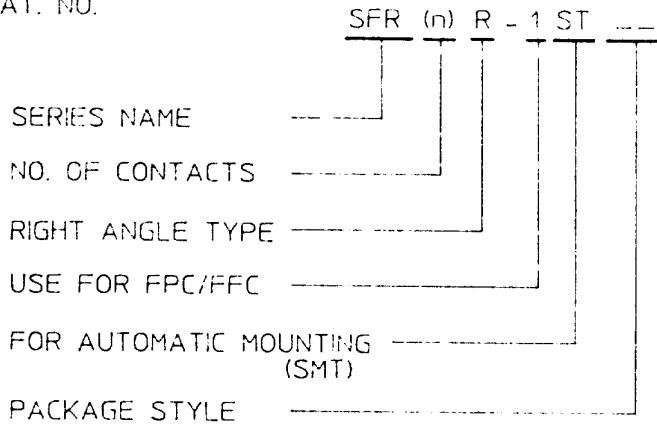 AT. NO.
SFR (n) R - 1 ST __
SERIES NAME
NO. OF CONTACTS
RIGHT ANGLE TYPE
USE FOR FPC/FFC
FOR AUTOMATIC MOUNTING
(SMT)
PACKAGE STYLE